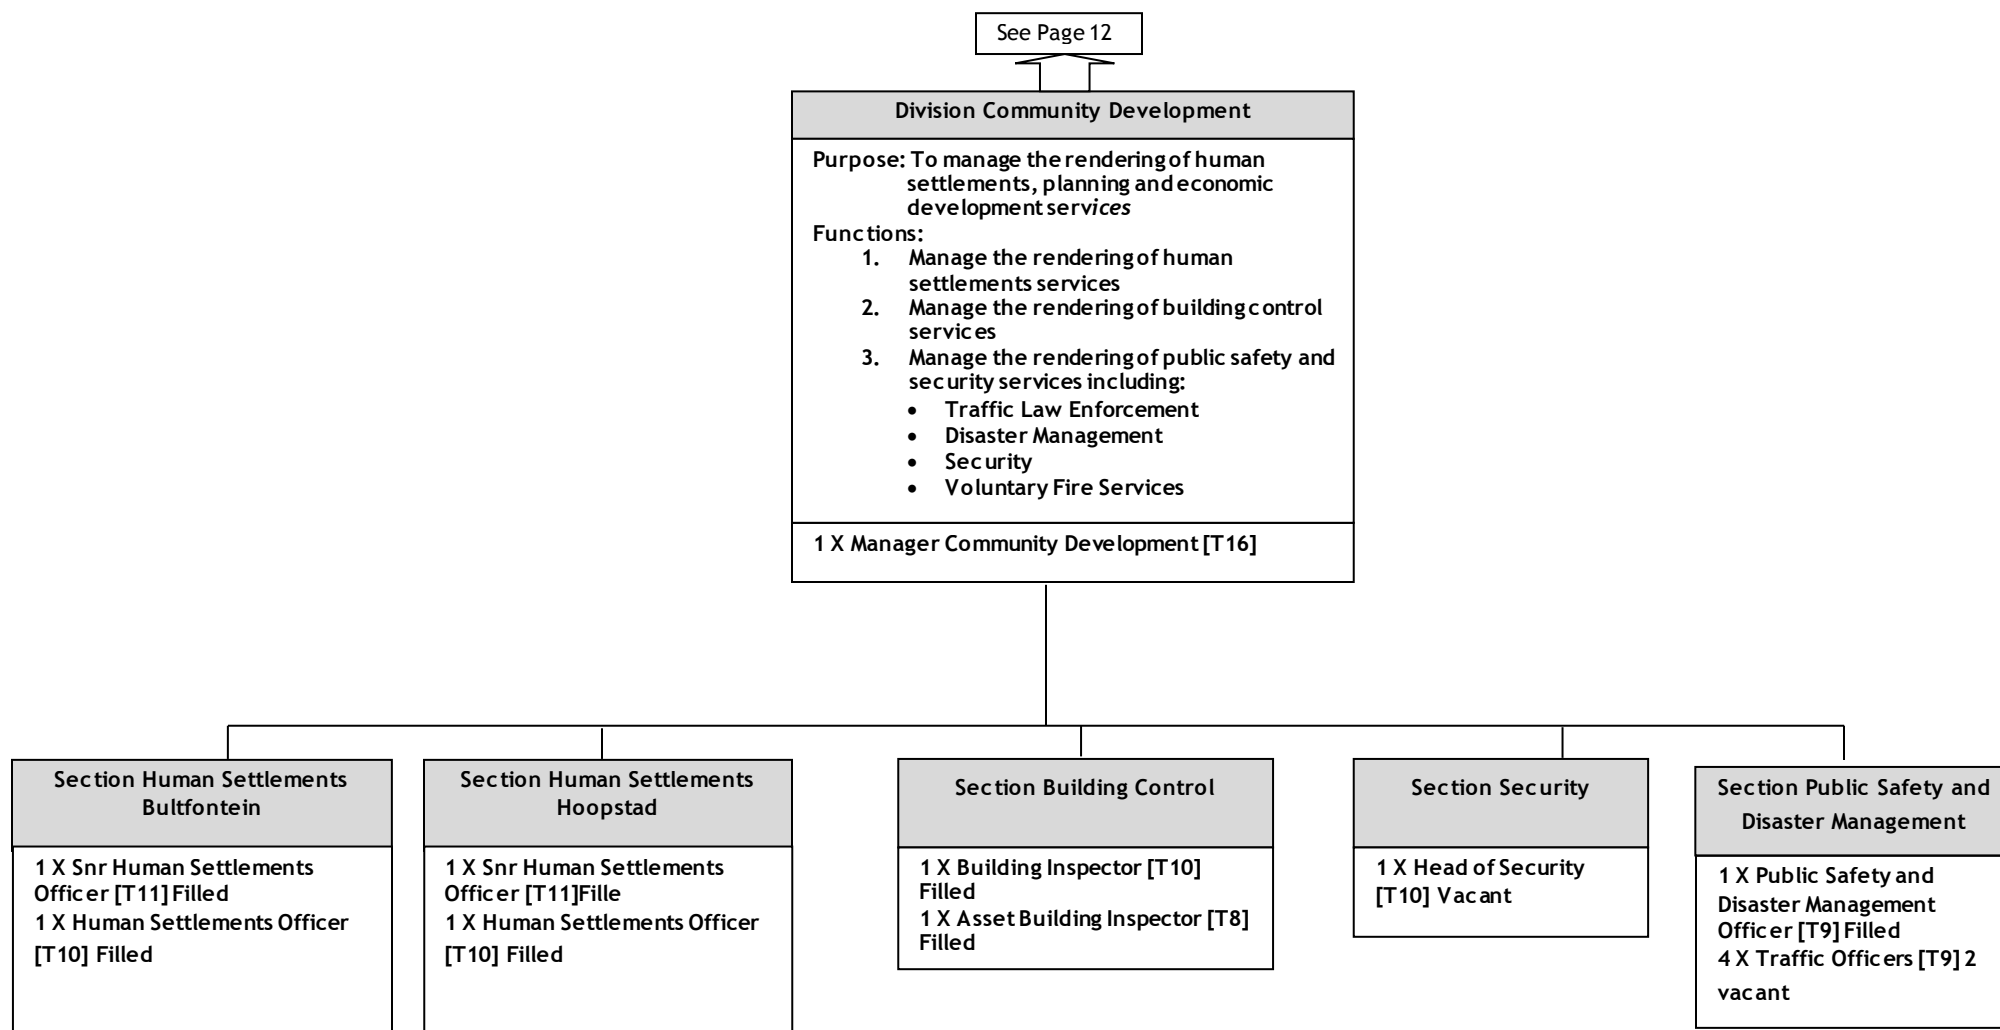 See Page 12
Division Community Development
Purpose: To manage the rendering of human
settlements, planning and economic
development services
Functions:
1. Manage the rendering of human
settlements services
2. Manage the rendering of building control
services
3. Manage the rendering of public safety and
security services including:
• Traffic Law Enforcement
• Disaster Management
• Security
• Voluntary Fire Services
1 X Manager Community Development [T16]
Section Human Settlements
Bultfontein
1 X Snr Human Settlements
Officer [T11] Filled
1 X Human Settlements Officer
[T10] Filled
Section Human Settlements
Hoopstad
1 X Snr Human Settlements
Officer [T11]Fille
1 X Human Settlements Officer
[T10] Filled
Section Building Control
1 X Building Inspector [T10]
Filled
1 X Asset Building Inspector [T8]
Filled
Section Security
1 X Head of Security
[T10] Vacant
Section Public Safety and
Disaster Management
1 X Public Safety and
Disaster Management
Officer [T9] Filled
4 X Traffic Officers [T9] 2
vacant